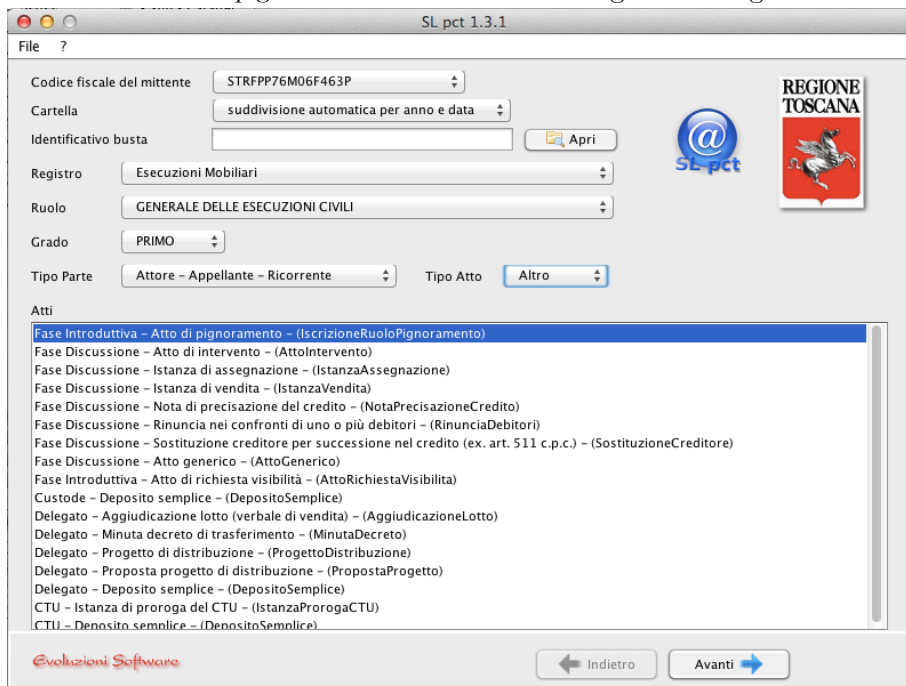 SL pct 1.3.1
File ?
Codice fiscale del mittente STRFPP76M06F463P
REGIONE
TOSCANA
Cartella suddivisione automatica per anno e data
Identificativo busta Apri
@
SL pct
Registro Esecuzioni Mobiliari
Ruolo GENERALE DELLE ESECUZIONI CIVILI
Grado PRIMO
Tipo Parte Attore – Appellante – Ricorrente Tipo Atto Altro
Atti
Fase Introduttiva – Atto di pignoramento – (IscrizioneRuoloPignoramento)
Fase Discussione – Atto di intervento – (AttoIntervento)
Fase Discussione – Istanza di assegnazione – (IstanzaAssegnazione)
Fase Discussione – Istanza di vendita – (IstanzaVendita)
Fase Discussione – Nota di precisazione del credito – (NotaPrecisazioneCredito)
Fase Discussione – Rinuncia nei confronti di uno o più debitori – (RinunciaDebitori)
Fase Discussione – Sostituzione creditore per successione nel credito (ex. art. 511 c.p.c.) – (SostituzioneCreditore)
Fase Discussione – Atto generico – (AttoGenerico)
Fase Introduttiva – Atto di richiesta visibilità – (AttoRichiestaVisibilita)
Custode – Deposito semplice – (DepositoSemplice)
Delegato – Aggiudicazione lotto (verbale di vendita) – (AggiudicazioneLotto)
Delegato – Minuta decreto di trasferimento – (MinutaDecreto)
Delegato – Progetto di distribuzione – (ProgettoDistribuzione)
Delegato – Proposta progetto di distribuzione – (PropostaProgetto)
Delegato – Deposito semplice – (DepositoSemplice)
CTU – Istanza di proroga del CTU – (IstanzaProrogaCTU)
CTU – Deposito semplice – (DepositoSemplice)
Evoluzioni Software Indietro Avanti